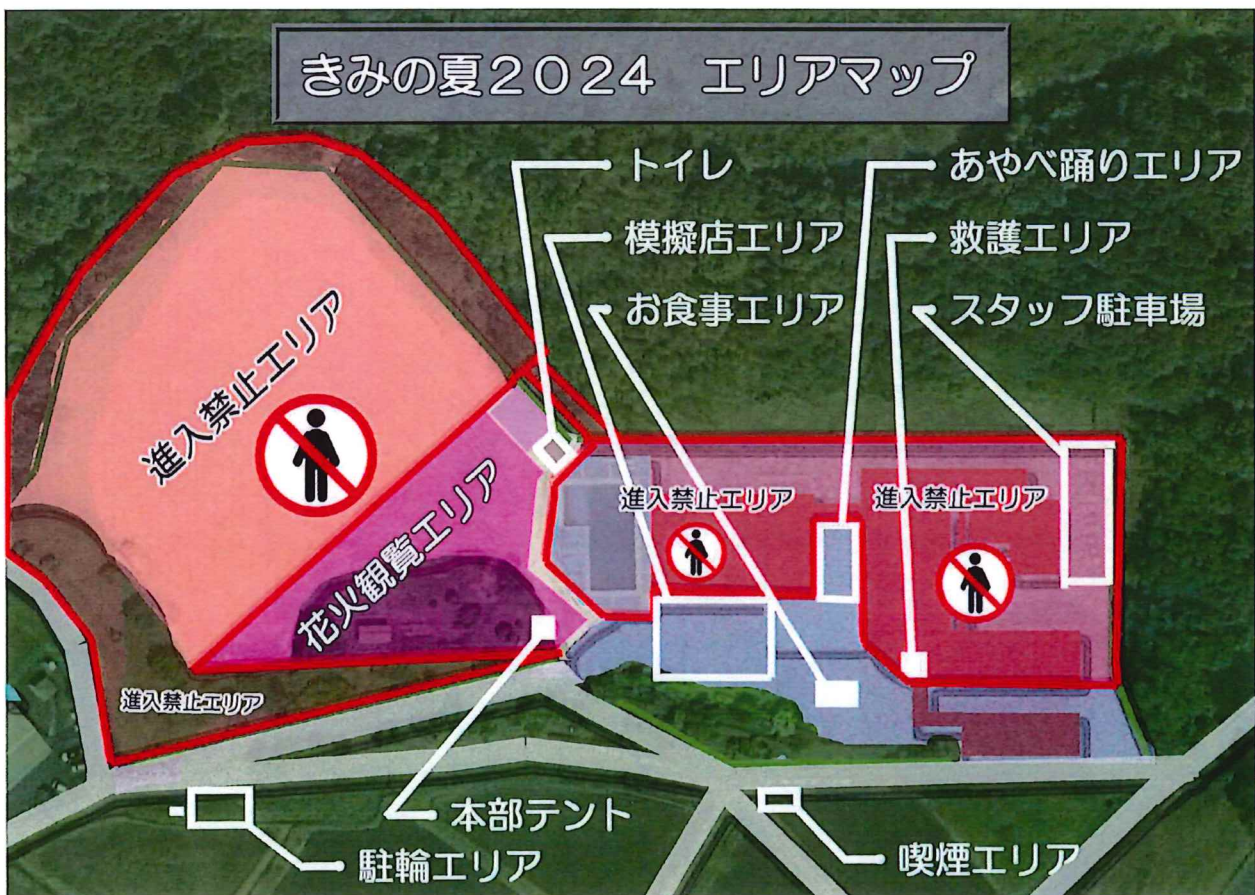 きみの夏2024 エリアマップ
トイレ
あやべ踊りエリア
模擬店エリア
救護エリア
お食事エリア
スタッフ駐車場
進入禁止エリア
進入禁止エリア
進入禁止エリア
花火観覧エリア
進入禁止エリア
本部テント
駐輪エリア
喫煙エリア